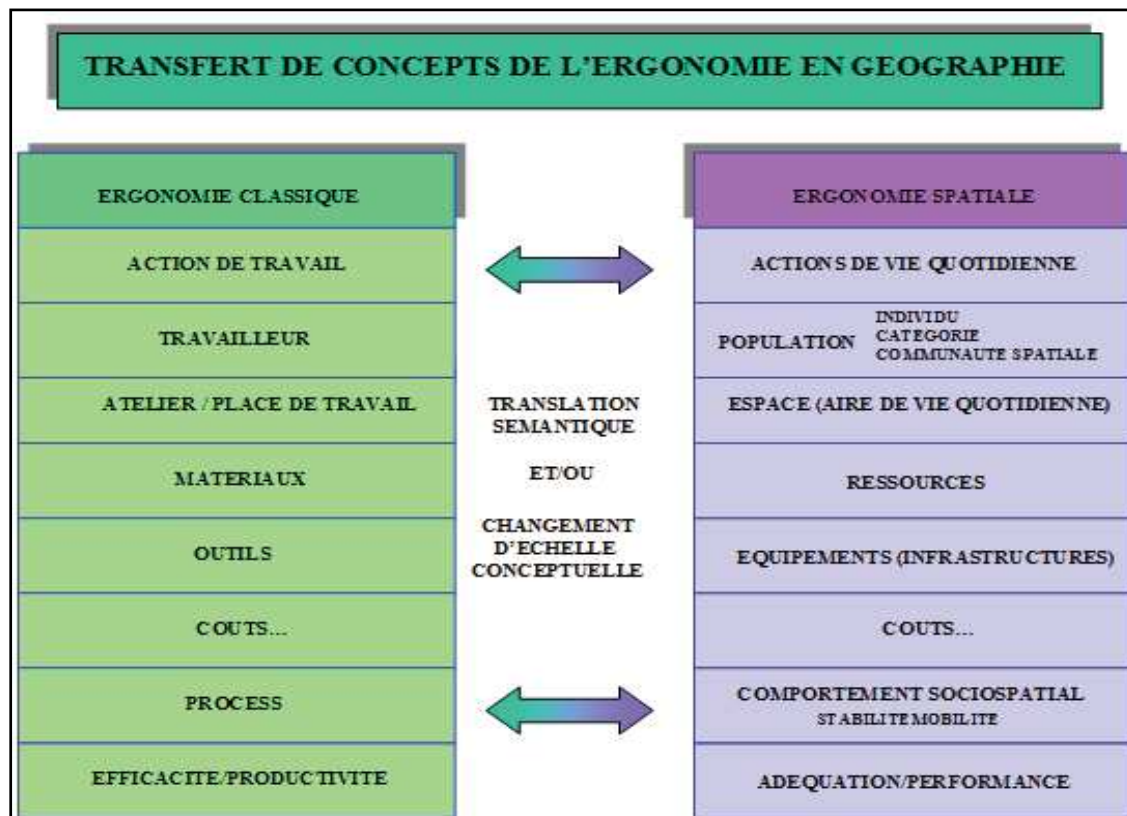 TRANSFERT DE CONCEPTS DE L'ERGONOMIE EN GEOGRAPHIE
ERGONOMIE CLASSIQUE
ACTION DE TRAVAIL
TRAVAILLEUR
ATELIER / PLACE DE TRAVAIL
MATERIAUX
OUTILS
COUTS...
PROCESS
EFFICACITE/PRODUCTIVITE
TRANSLATION
SEMANTIQUE
ET/OU
CHANGEMENT
D'ECHELLE
CONCEPTUELLE
ERGONOMIE SPATIALE
ACTIONS DE VIE QUOTIDIENNE
POPULATION
INDIVIDU
CATEGORIE
COMMUNAUTE SPATIALE
ESPACE (AIRE DE VIE QUOTIDIENNE)
RESSOURCES
EQUIPEMENTS (INFRASTRUCTURES)
COUTS...
COMPORTEMENT SOCIOSPATIAL
STABILITEMOBILITE
ADEQUATION/PERFORMANCE